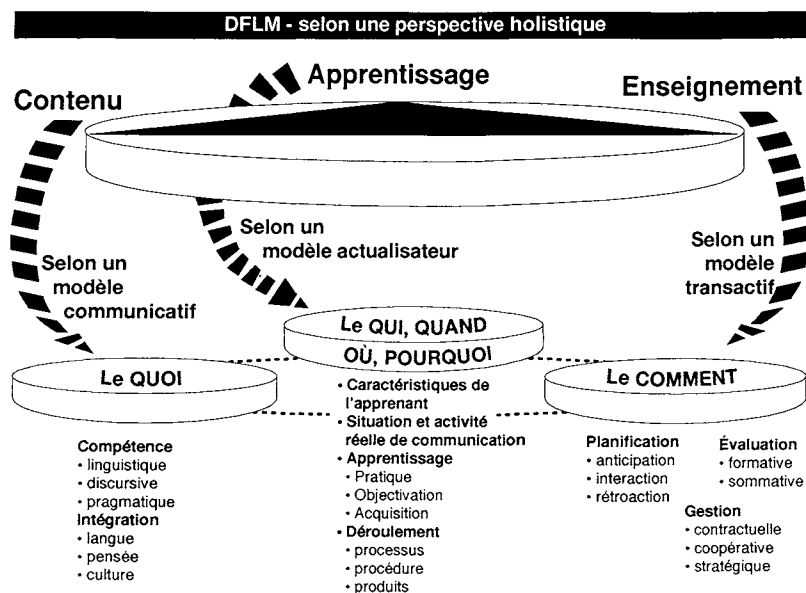 DFLM - selon une perspective holistique
Contenu
Apprentissage
Enseignement
Selon un
modèle
communicatif
Selon un
modèle actualisateur
Selon un
modèle
transactif
Le QUOI
Le QUI, QUAND
OÙ, POURQUOI
Le COMMENT
Compétence
• linguistique
• discursive
• pragmatique
Intégration
• langue
• pensée
• culture
• Caractéristiques de
l'apprenant
• Situation et activité
réelle de communication
• Apprentissage
• Pratique
• Objectivation
• Acquisition
• Déroulement
• processus
• procédure
• produits
Planification
• anticipation
• interaction
• rétroaction
Évaluation
• formative
• sommative
Gestion
• contractuelle
• coopérative
• stratégique